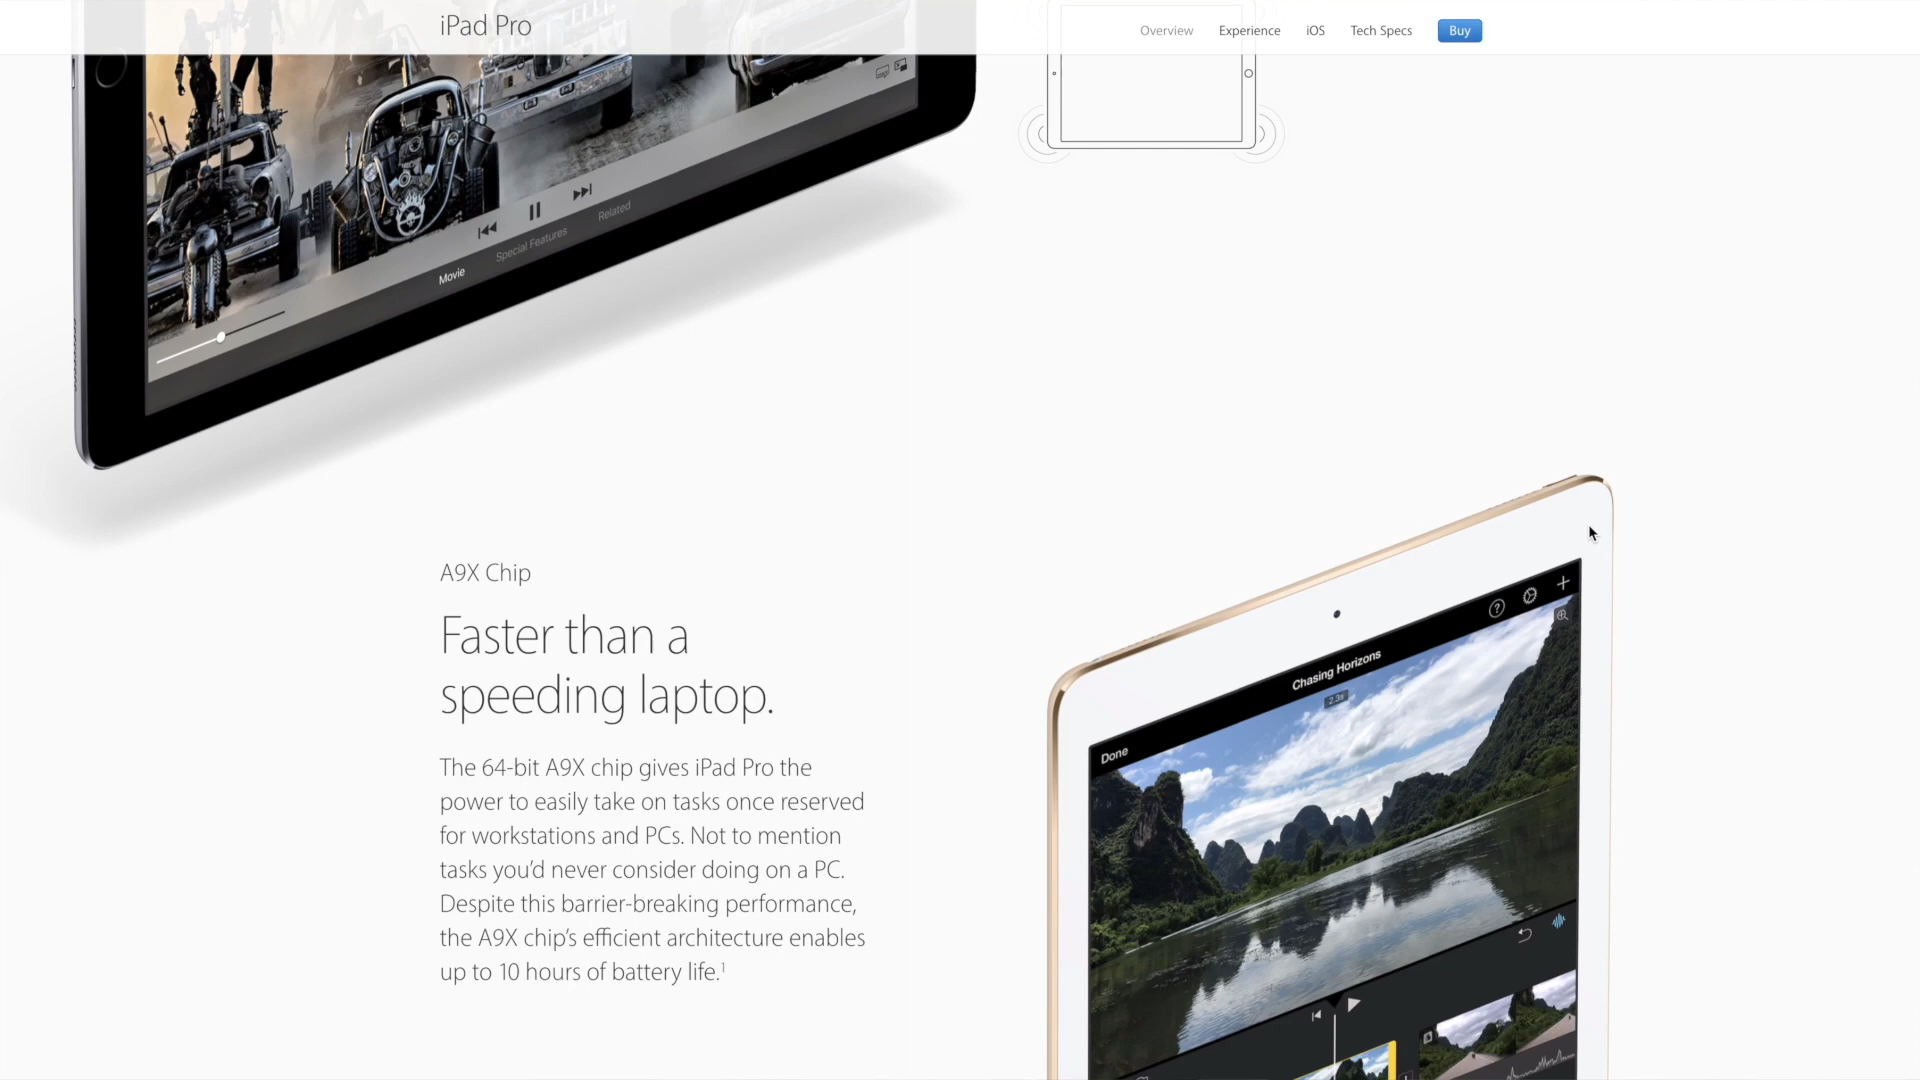 iPad Pro
Overview
Experience
iOS
Tech Specs
Buy
Related
Special Features
Movie
A9X Chip
Faster than a
speeding laptop.
The 64-bit A9X chip gives iPad Pro the
power to easily take on tasks once reserved
for workstations and PCs. Not to mention
tasks you’d never consider doing on a PC.
Despite this barrier-breaking performance,
the A9X chip’s efficient architecture enables
up to 10 hours of battery life.1
Chasing Horizons
2.3s
Done